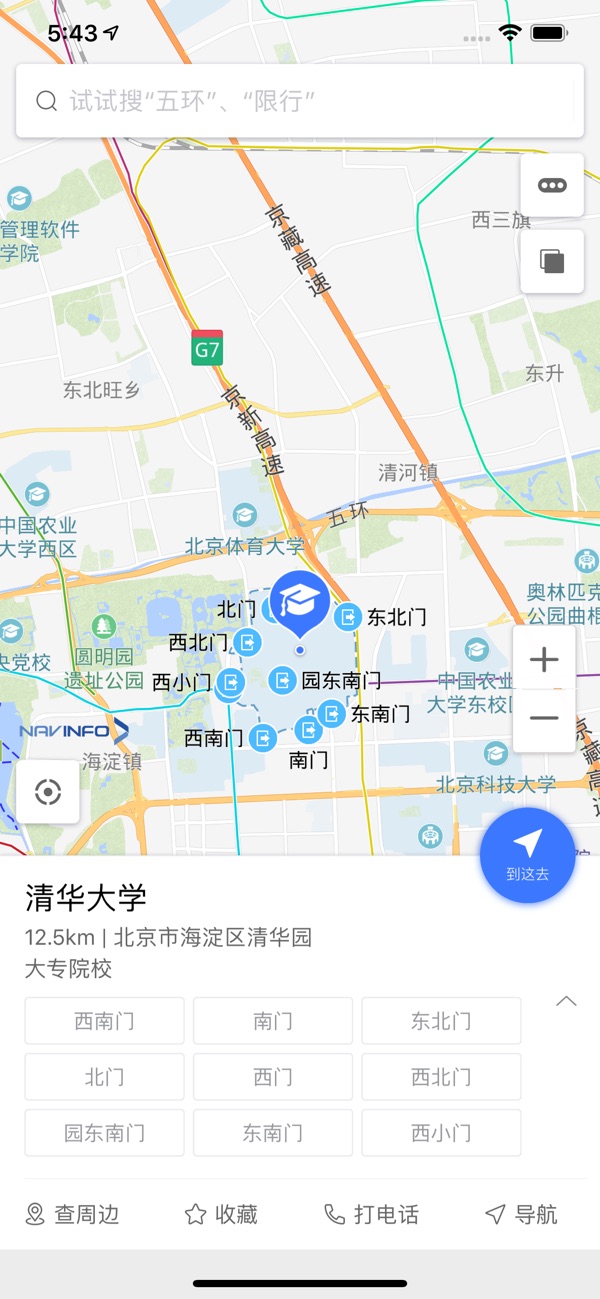 5:43
试试搜“五环”、“限行”
管理软件
学院
西三旗
京藏高速
G7
东北旺乡
东升
京新高速
清河镇
中国农业
大学西区
五环
北京体育大学
奥林匹克
公园曲棍
北门
东北门
西北门
圆明园
遗址公园
央党校
西小门
园东南门
中国农业
大学东校区
东南门
NAVINFO
西南门
南门
海淀镇
北京科技大学
京藏高速
院
到这去
清华大学
12.5km | 北京市海淀区清华园
大专院校
西南门
南门
东北门
北门
西门
西北门
园东南门
东南门
西小门
查周边
收藏
打电话
导航